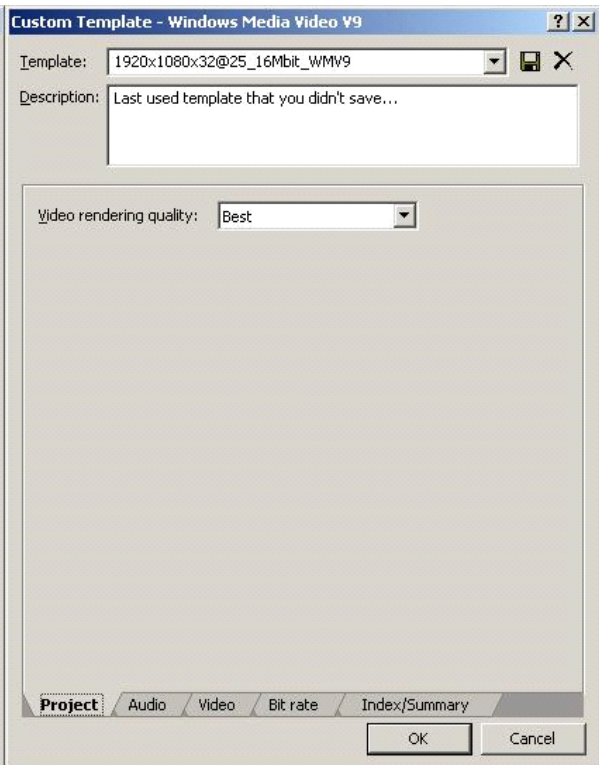 Custom Template - Windows Media Video V9
Template: 1920x1080x32@25_16Mbit_WMV9
Description: Last used template that you didn't save...
Video rendering quality: Best
Project Audio Video Bit rate Index/Summary
OK Cancel